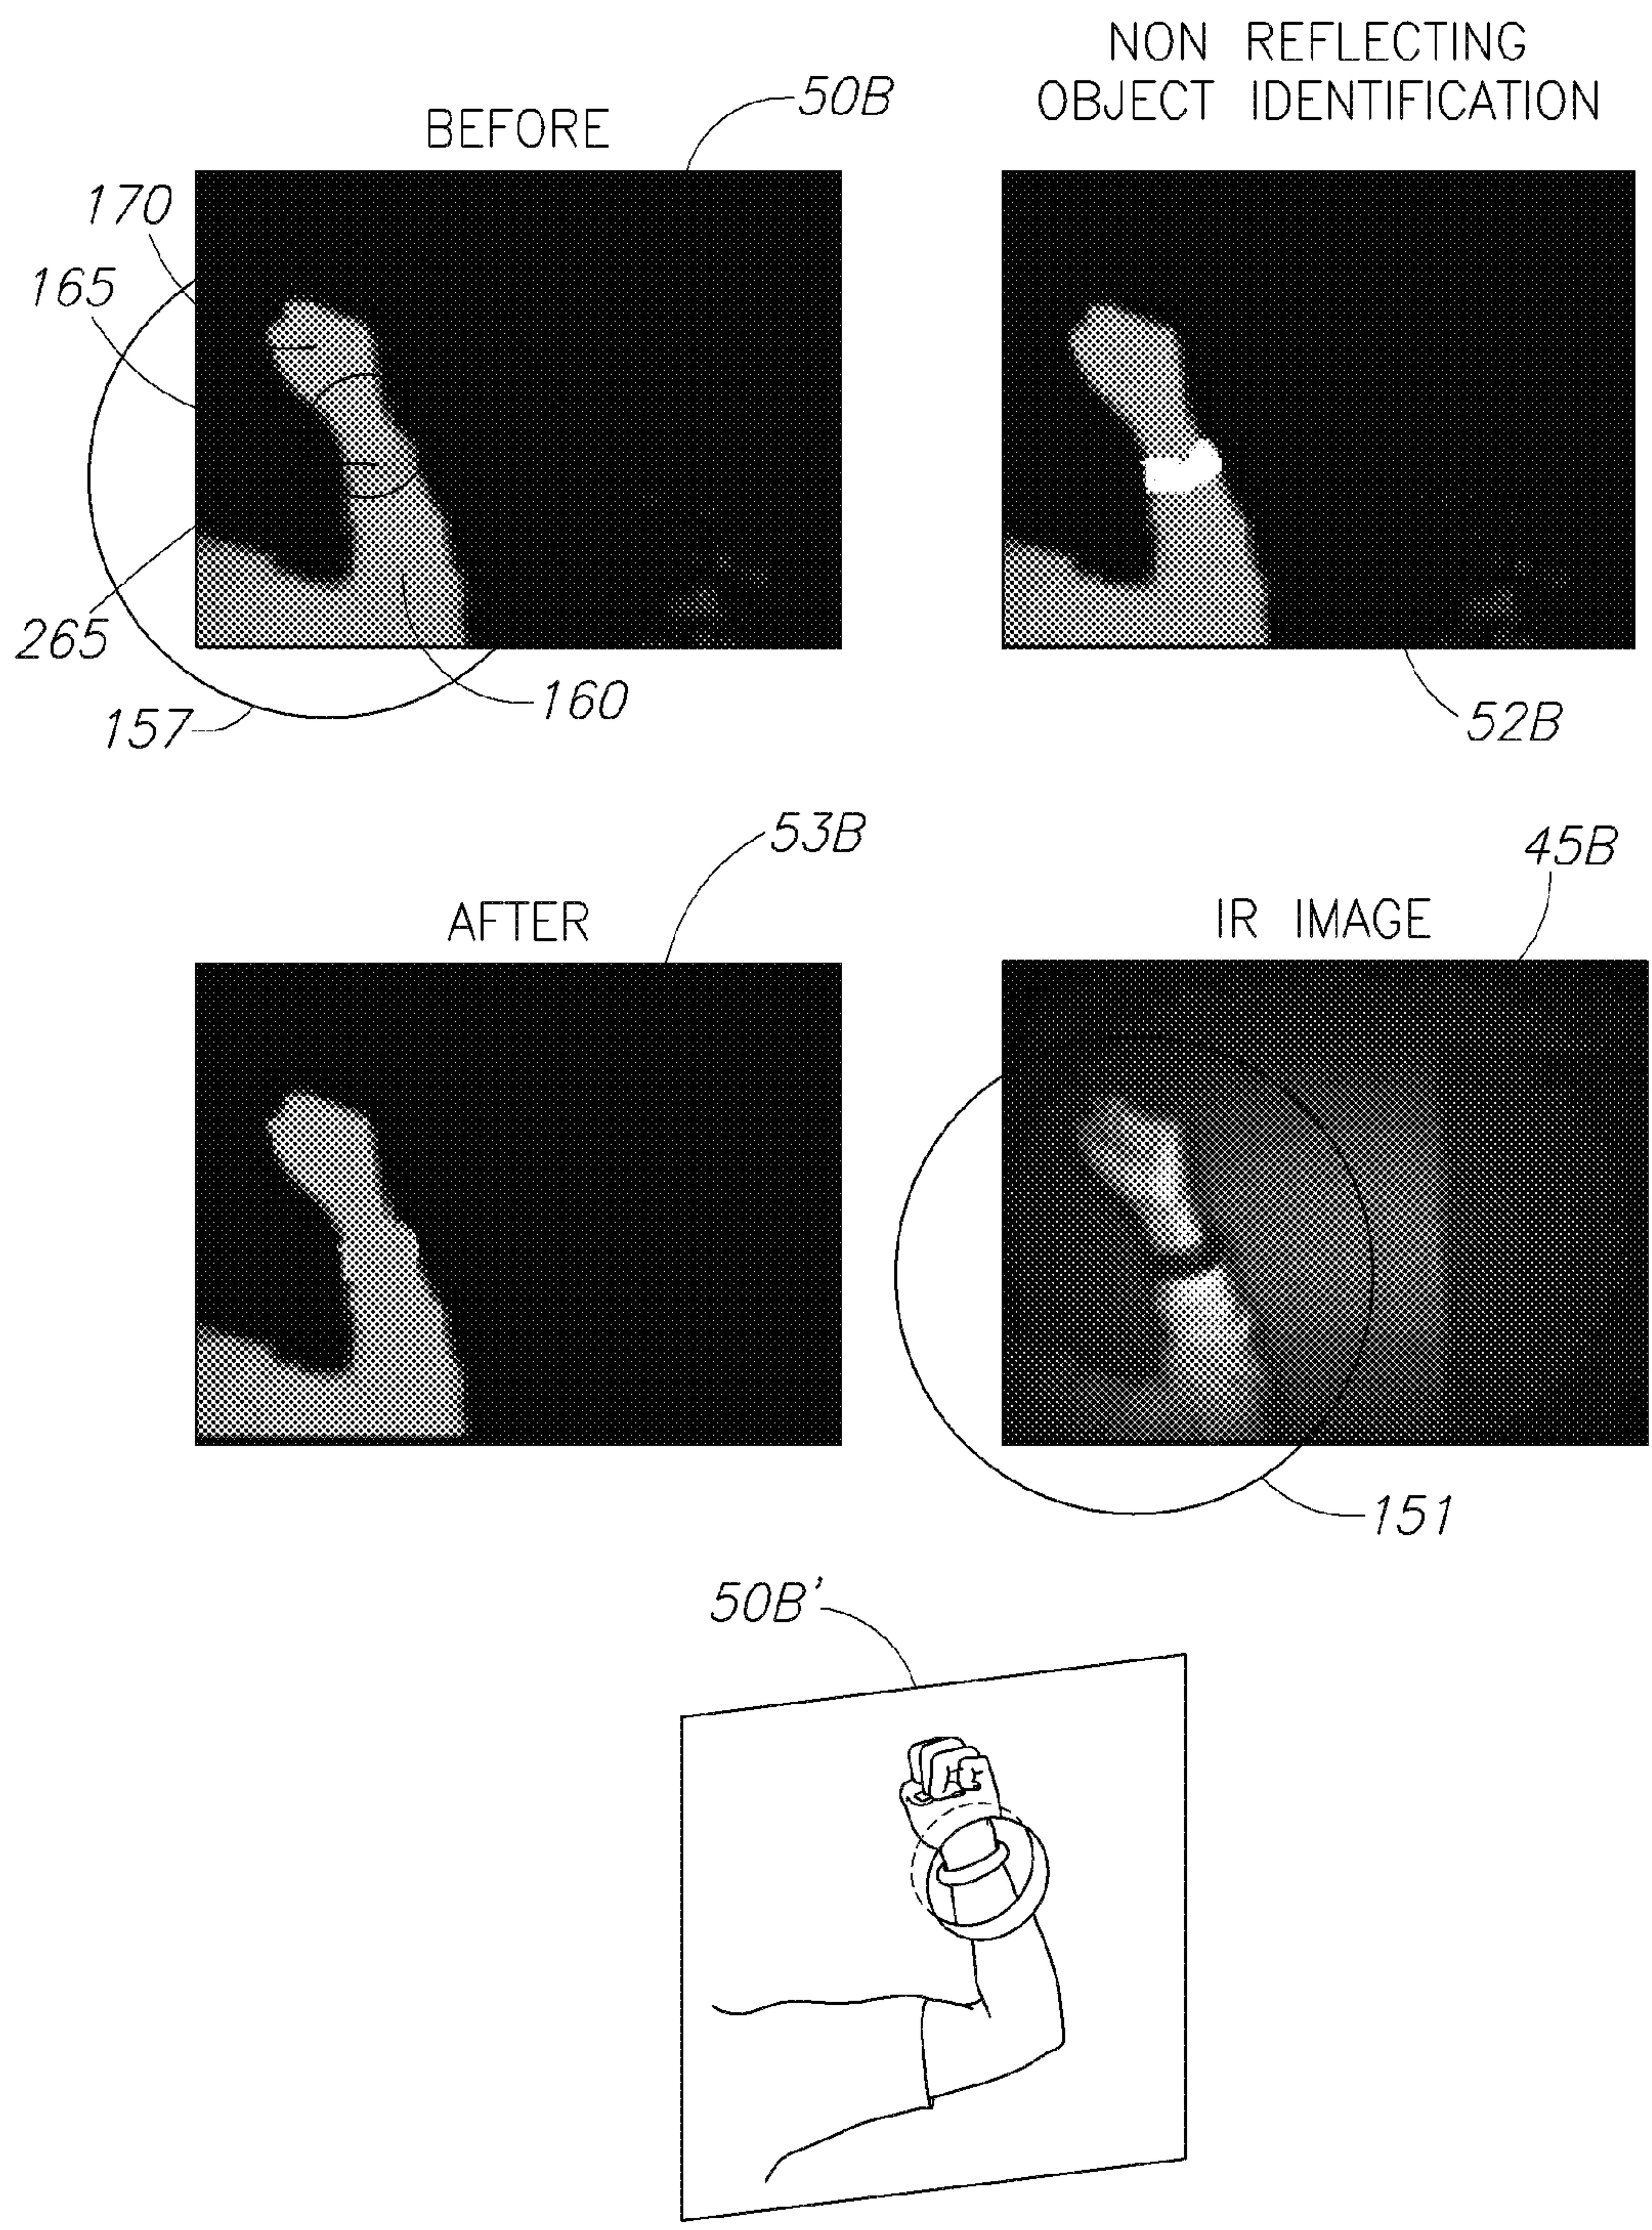 NON REFLECTING
OBJECT IDENTIFICATION
BEFORE
50B
170
165
265
157
160
52B
53B
45B
AFTER
IR IMAGE
151
50B'